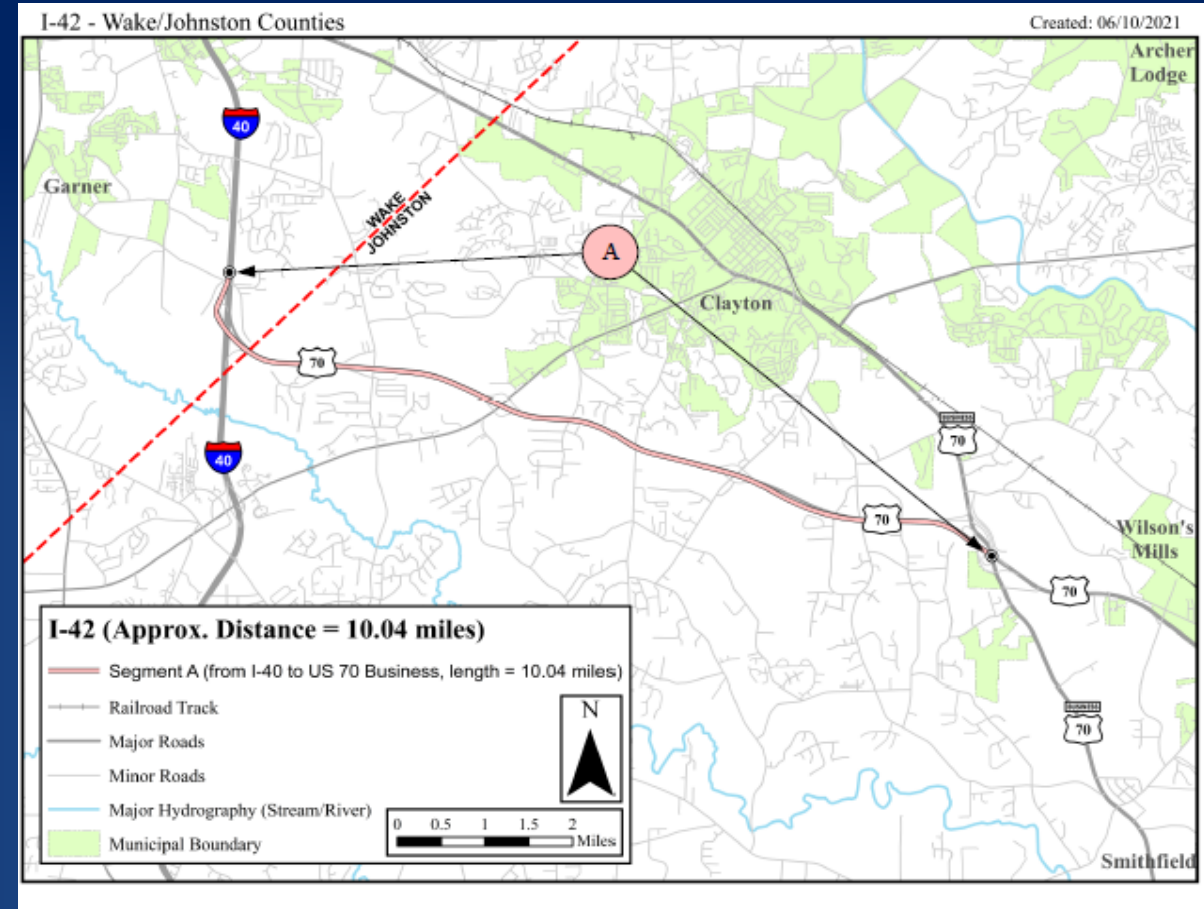 I-42 - Wake/Johnston Counties
Created: 06/10/2021
Archer
Lodge
40
Garner
WAKE
JOHNSTON
A
Clayton
70
BUSINESS
70
40
70
Wilson's
Mills
70
BUSINESS
70
Smithfield
I-42 (Approx. Distance = 10.04 miles)
Segment A (from I-40 to US 70 Business, length = 10.04 miles)
Railroad Track
Major Roads
Minor Roads
Major Hydrography (Stream/River)
Municipal Boundary
N
0 0.5 1 1.5 2
Miles